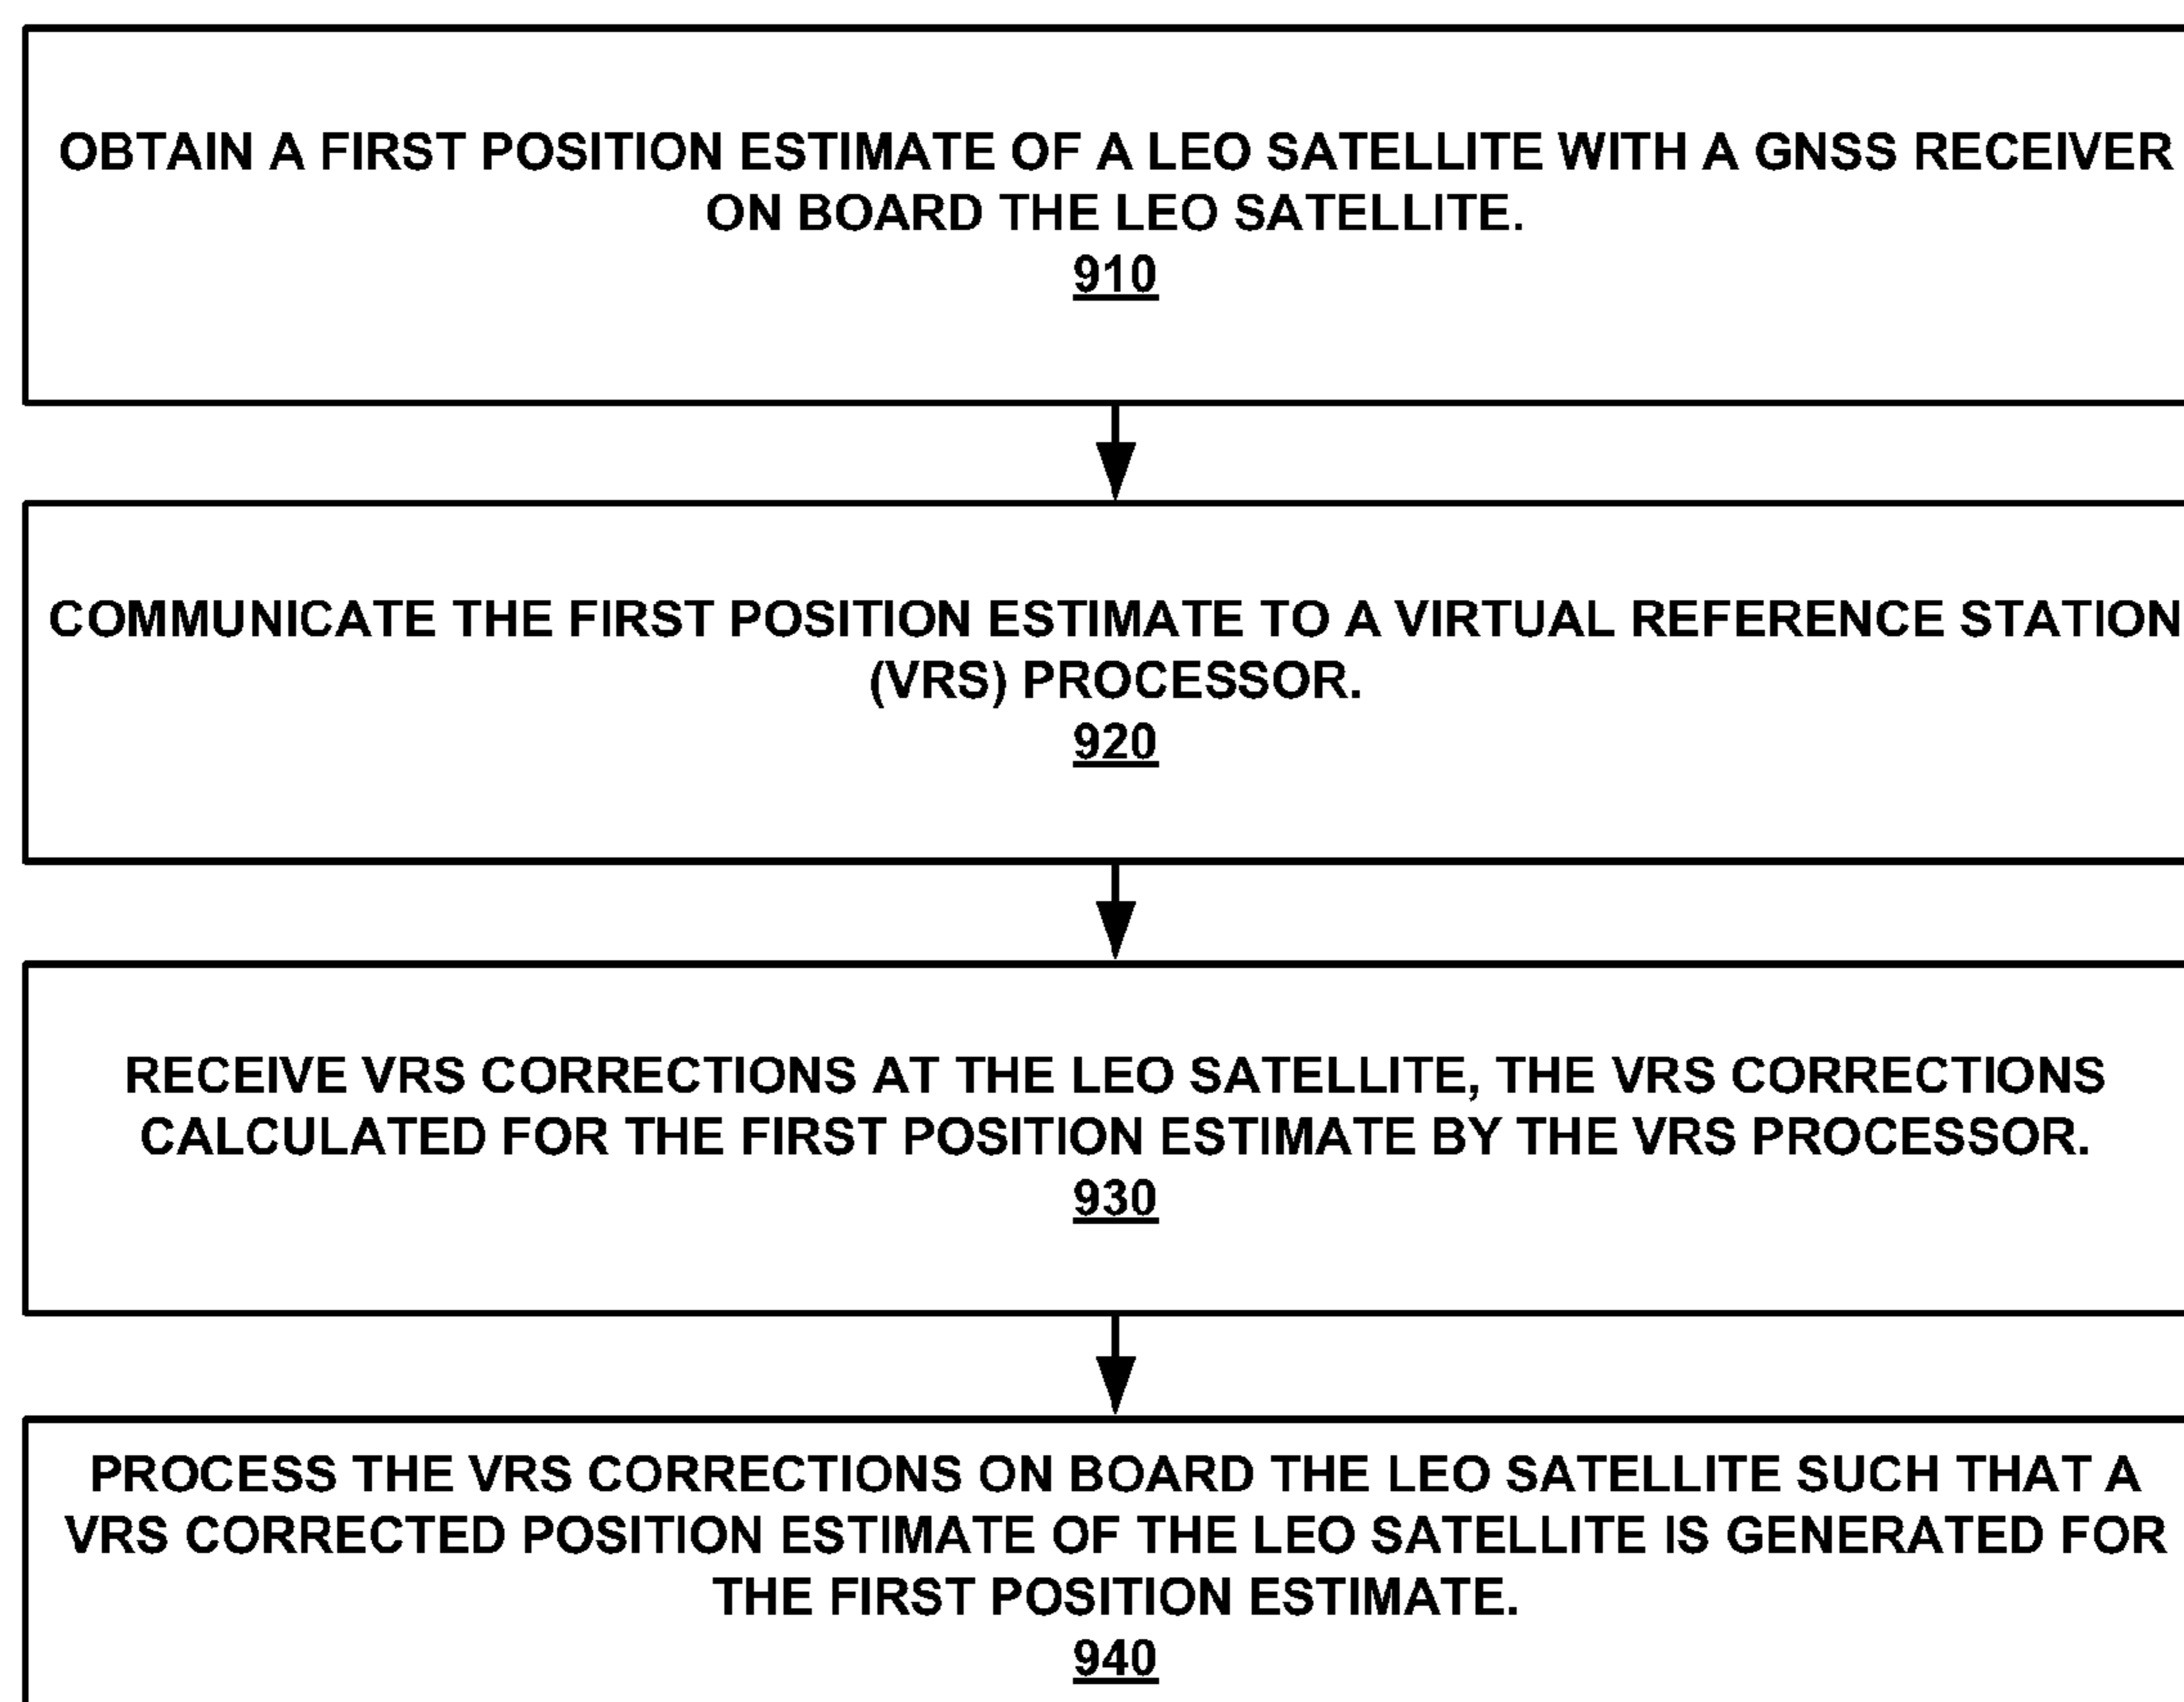 OBTAIN A FIRST POSITION ESTIMATE OF A LEO SATELLITE WITH A GNSS RECEIVER
ON BOARD THE LEO SATELLITE.
910
COMMUNICATE THE FIRST POSITION ESTIMATE TO A VIRTUAL REFERENCE STATION
(VRS) PROCESSOR.
920
RECEIVE VRS CORRECTIONS AT THE LEO SATELLITE, THE VRS CORRECTIONS
CALCULATED FOR THE FIRST POSITION ESTIMATE BY THE VRS PROCESSOR.
930
PROCESS THE VRS CORRECTIONS ON BOARD THE LEO SATELLITE SUCH THAT A
VRS CORRECTED POSITION ESTIMATE OF THE LEO SATELLITE IS GENERATED FOR
THE FIRST POSITION ESTIMATE.
940